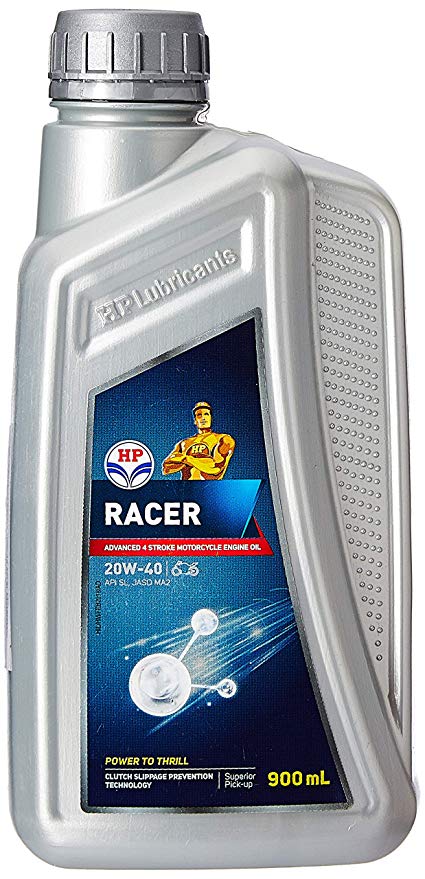 HP Lubricants
HP
HP
RACER
ADVANCED 4 STROKE MOTORCYCLE ENGINE OIL
20W-40
API SL, JASO MA2
POWER TO THRILL
CLUTCH SLIPPAGE PREVENTION
TECHNOLOGY
Superior
Pick-up
900 mL